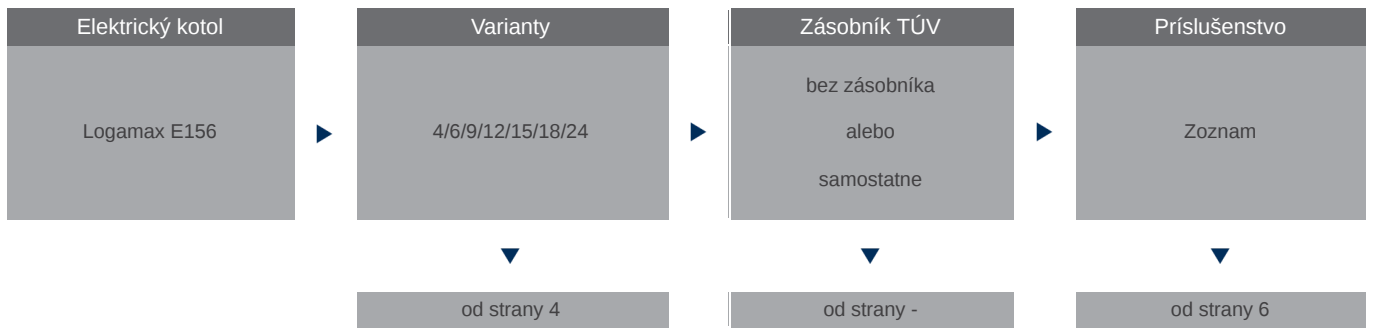 Elektrický kotol
Logamax E156
Varianty
4/6/9/12/15/18/24
od strany 4
Zásobník TÚV
bez zásobníka
alebo
samostatne
od strany -
Príslušenstvo
Zoznam
od strany 6